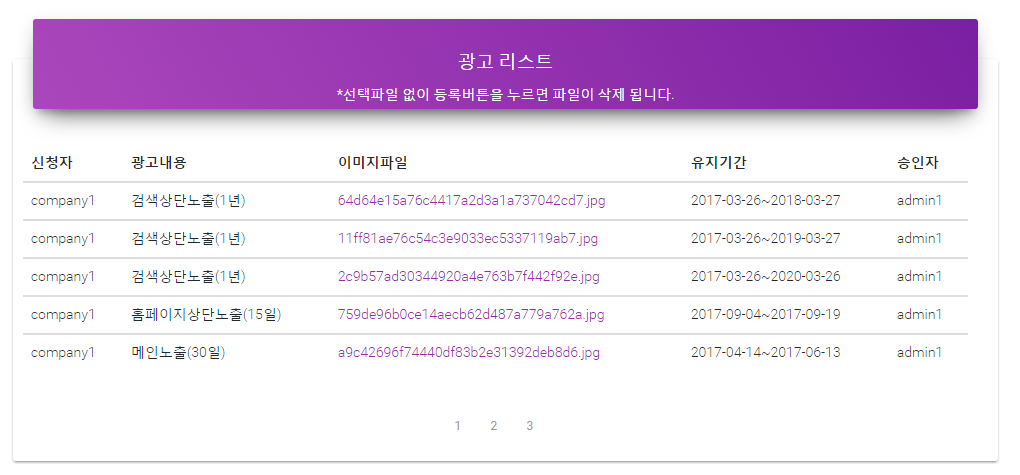 광고 리스트
*선택파일 없이 등록버튼을 누르면 파일이 삭제 됩니다.
신청자 광고내용 이미지파일 유지기간 승인자
company1 검색상단노출(1년) 64d64e15a76c4417a2d3a1a737042cd7.jpg 2017-03-26~2018-03-27 admin1
company1 검색상단노출(1년) 11ff81ae76c54c3e9033ec5337119ab7.jpg 2017-03-26~2019-03-27 admin1
company1 검색상단노출(1년) 2c9b57ad30344920a4e763b7f442f92e.jpg 2017-03-26~2020-03-26 admin1
company1 홈페이지상단노출(15일) 759de96b0ce14aecb62d487a779a762a.jpg 2017-09-04~2017-09-19 admin1
company1 메인노출(30일) a9c42696f74440df83b2e31392deb8d6.jpg 2017-04-14~2017-06-13 admin1
1 2 3